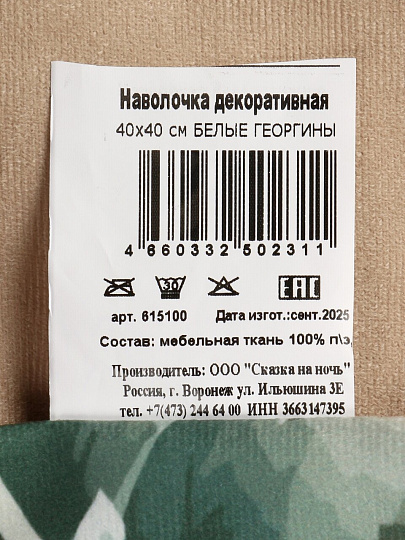 Наволочка декоративная
40х40 см БЕЛЫЕ ГЕОРГИНЫ
4 660332 502311
30 EAC
арт. 615100 Дата изгот.:сент.2025
Состав: мебельная ткань 100% п\э,
Производитель: ООО "Сказка на ночь"
Россия, г. Воронеж ул. Ильюшина 3Е
тел. +7(473) 244 64 00 ИНН 3663147395